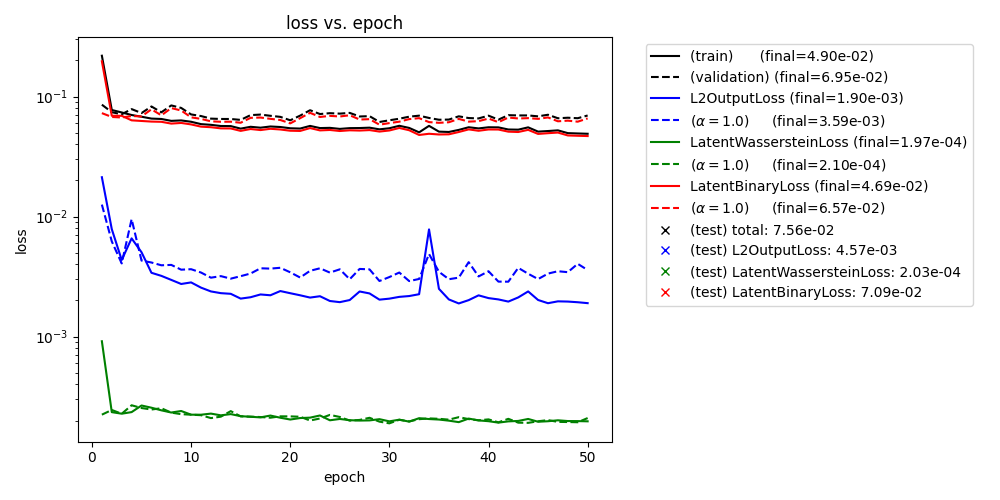 loss vs. epoch
loss
10⁻¹
10⁻²
10⁻³
0
10
20
30
40
50
epoch
(train) (final=4.90e-02)
(validation) (final=6.95e-02)
L2OutputLoss (final=1.90e-03)
(α = 1.0) (final=3.59e-03)
LatentWassersteinLoss (final=1.97e-04)
(α = 1.0) (final=2.10e-04)
LatentBinaryLoss (final=4.69e-02)
(α = 1.0) (final=6.57e-02)
(test) total: 7.56e-02
(test) L2OutputLoss: 4.57e-03
(test) LatentWassersteinLoss: 2.03e-04
(test) LatentBinaryLoss: 7.09e-02